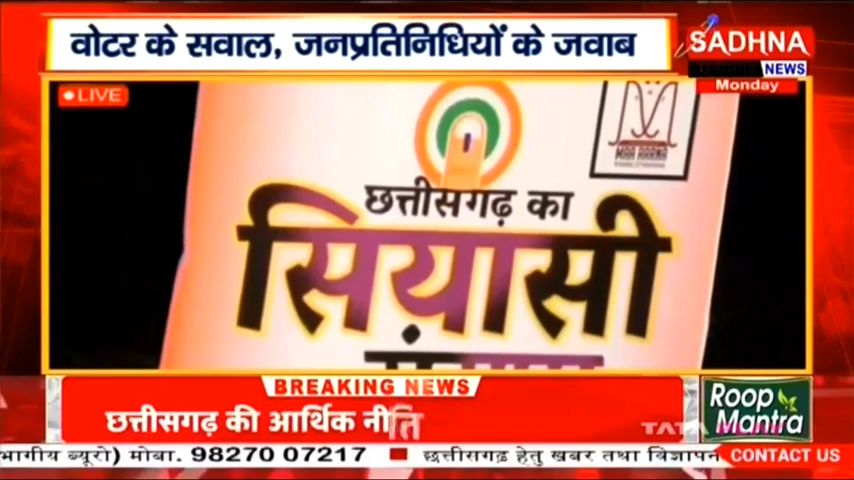 वोटर के सवाल, जनप्रतिनिधियों के जवाब
SADHNA
NEWS
Monday
LIVE
छत्तीसगढ़ का
सियासी
BREAKING NEWS
छत्तीसगढ़ की आर्थिक नीति
TATA
Roop
Mantra
भागीय ब्यूरो) मोबा. 98270 07217 छत्तीसगढ़ हेतु खबर तथा विज्ञापन
CONTACT US